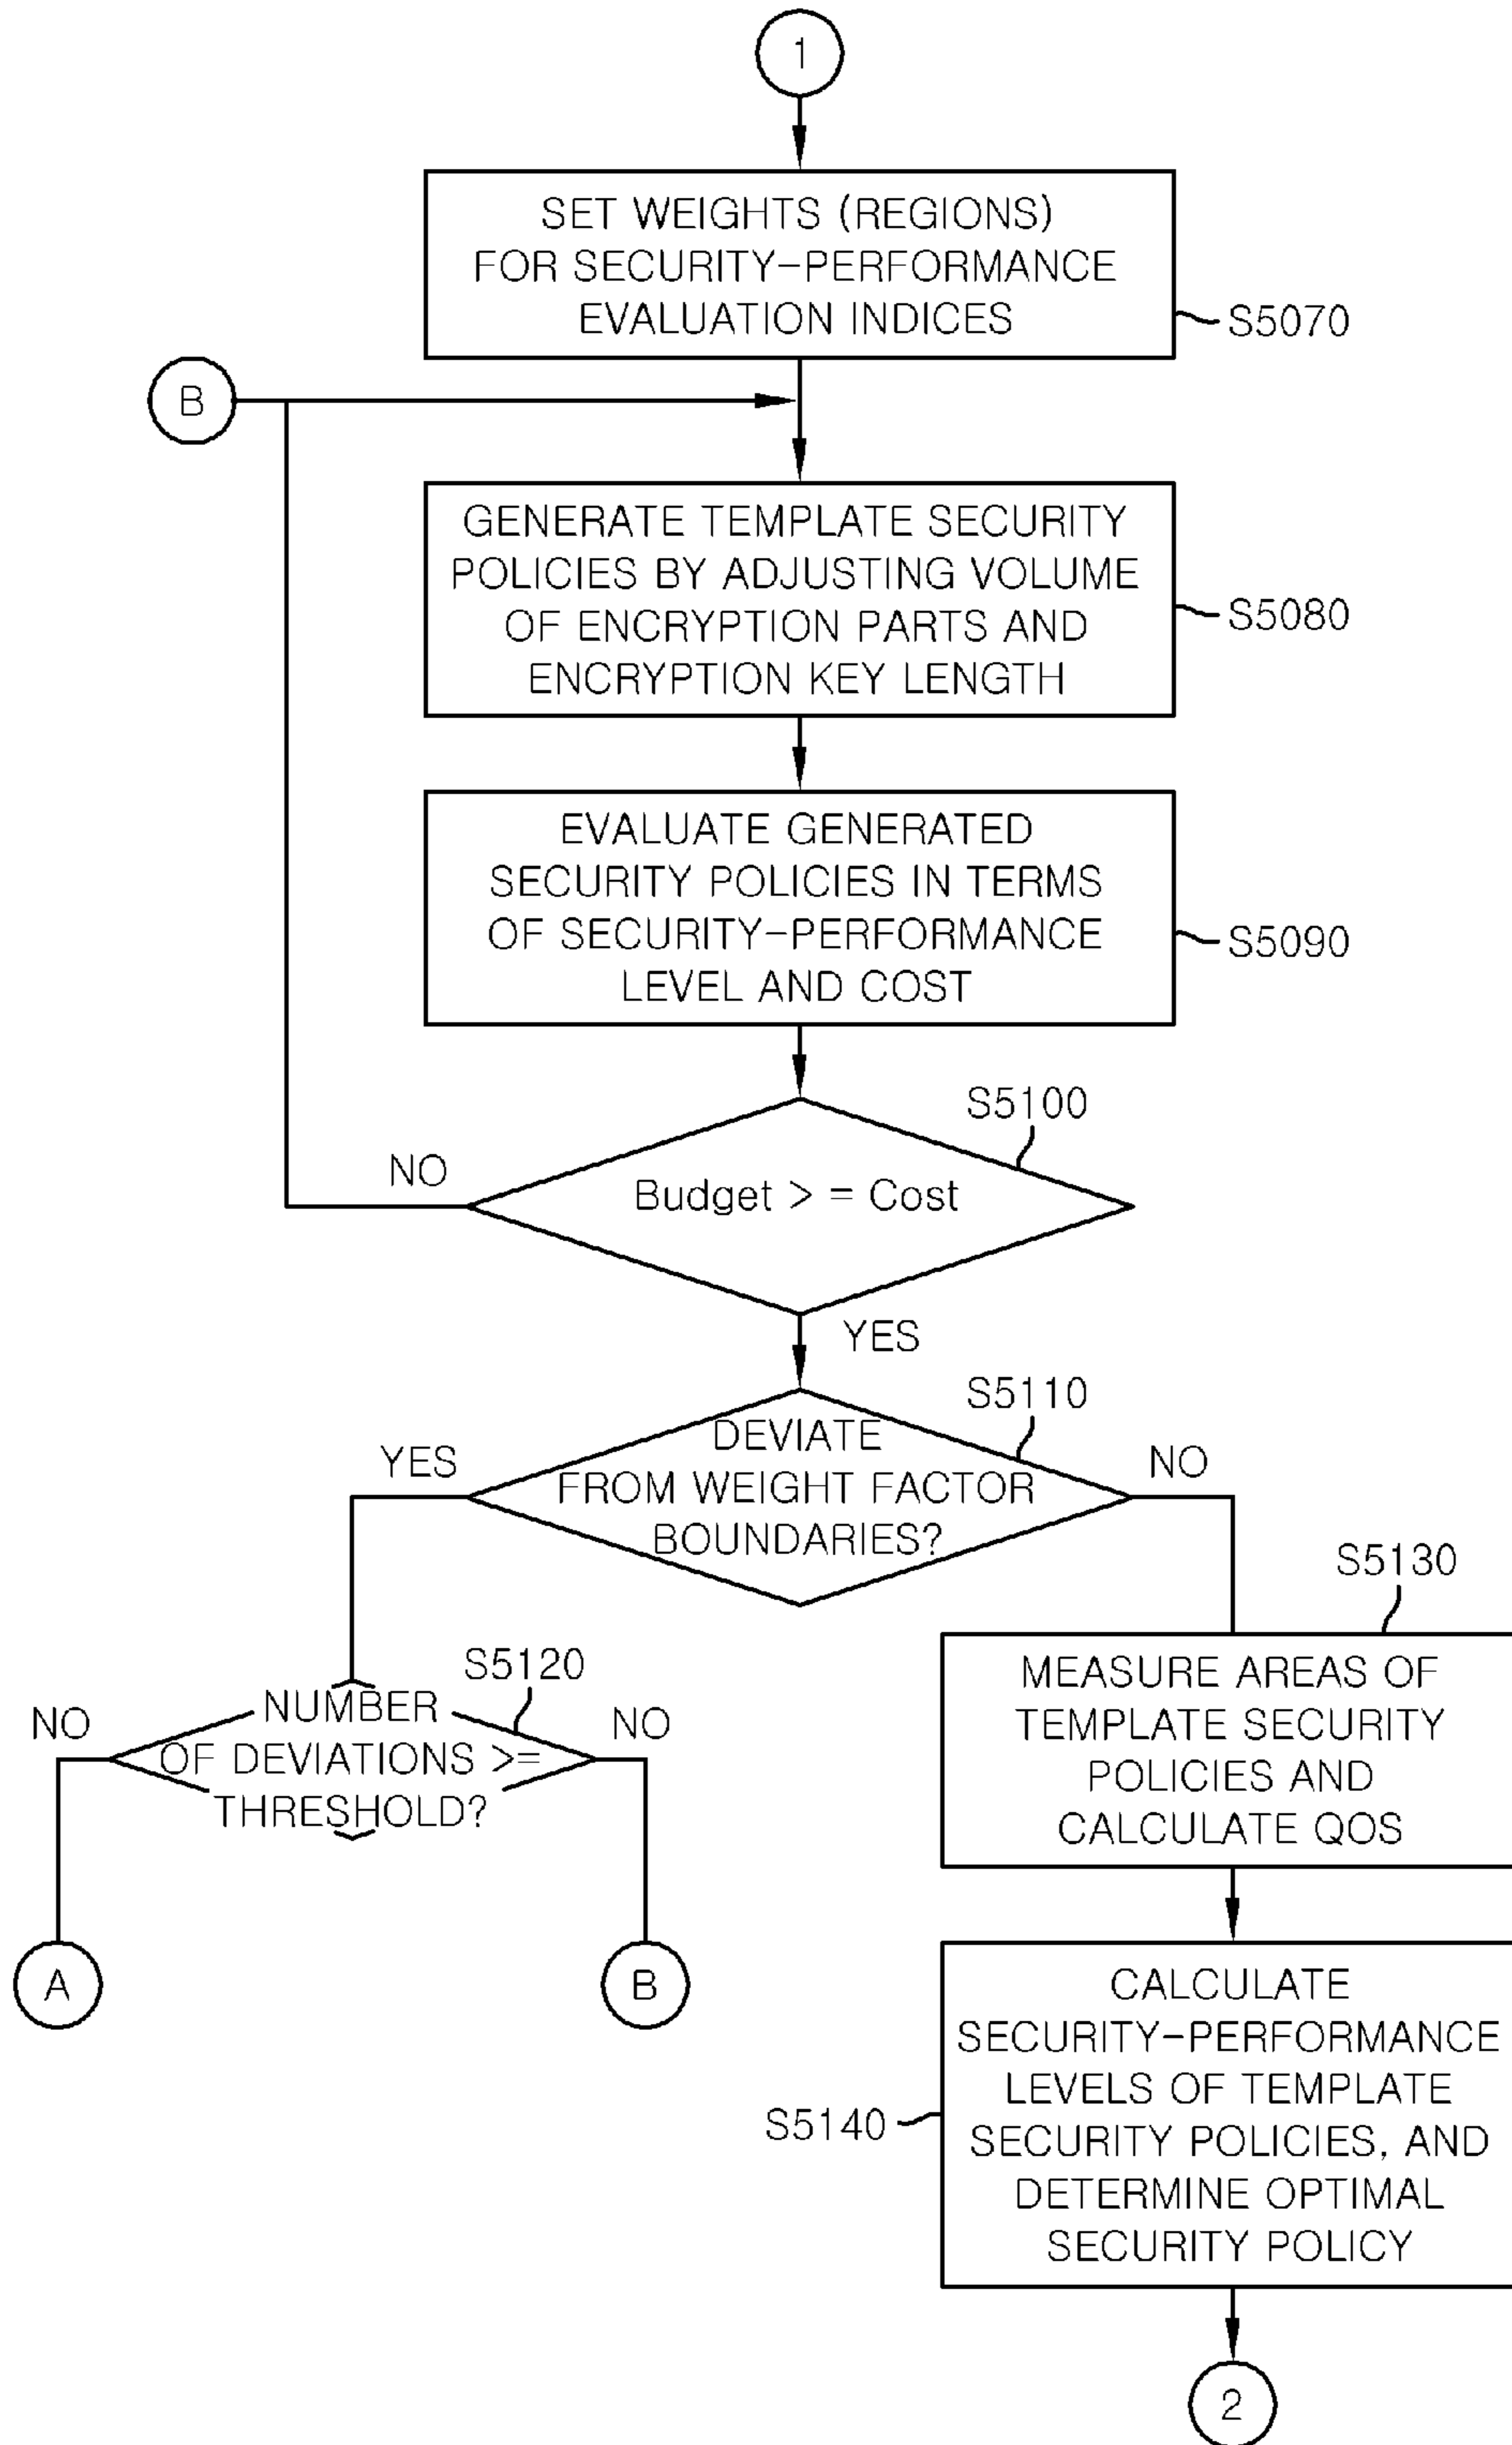 1
SET WEIGHTS (REGIONS)
FOR SECURITY-PERFORMANCE
EVALUATION INDICES
S5070
B
GENERATE TEMPLATE SECURITY
POLICIES BY ADJUSTING VOLUME
OF ENCRYPTION PARTS AND
ENCRYPTION KEY LENGTH
S5080
EVALUATE GENERATED
SECURITY POLICIES IN TERMS
OF SECURITY-PERFORMANCE
LEVEL AND COST
S5090
S5100
NO
Budget > = Cost
YES
S5110
YES
DEVIATE
FROM WEIGHT FACTOR
BOUNDARIES?
NO
S5130
S5120
NO
NUMBER
OF DEVIATIONS >=
THRESHOLD?
NO
MEASURE AREAS OF
TEMPLATE SECURITY
POLICIES AND
CALCULATE QOS
A
B
CALCULATE
SECURITY-PERFORMANCE
LEVELS OF TEMPLATE
SECURITY POLICIES, AND
DETERMINE OPTIMAL
SECURITY POLICY
S5140
2